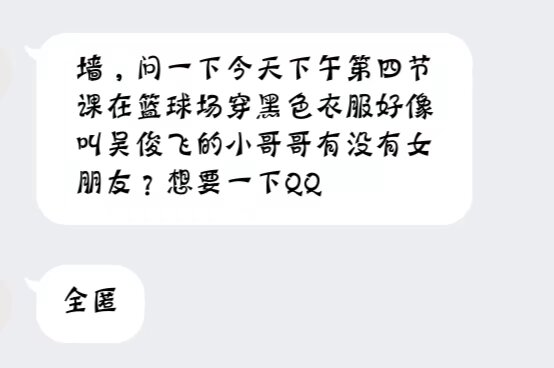 墙，问一下今天下午第四节
课在篮球场穿黑色衣服好像
叫吴俊飞的小哥哥有没有女
朋友？想要一下QQ
全匿